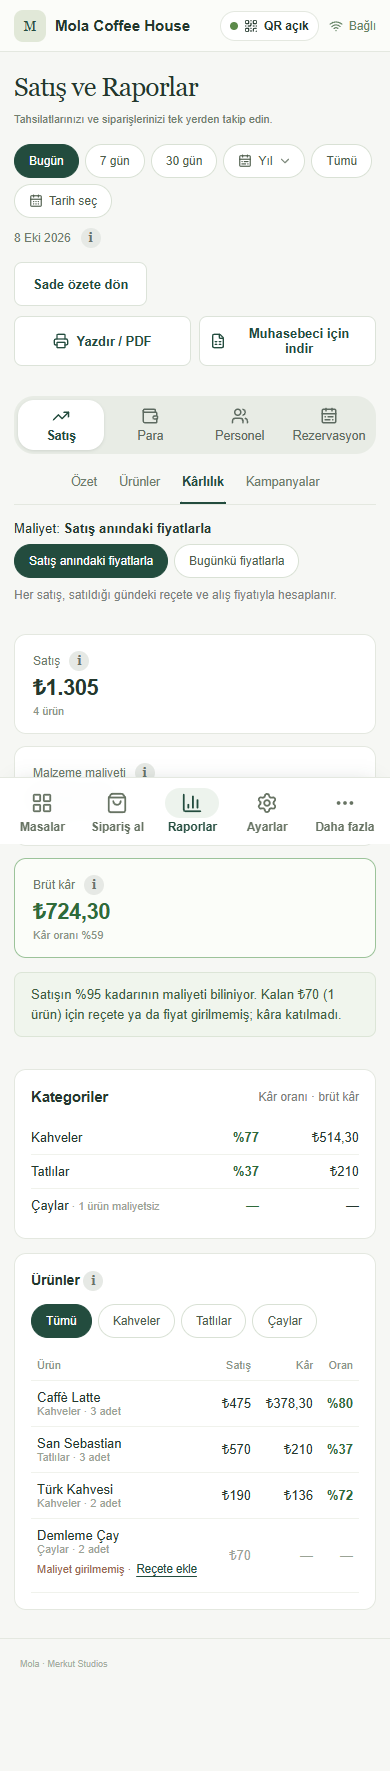 M Mola Coffee House QR açık Bağlı
Satış ve Raporlar
Tahsilatlarınızı ve siparişlerinizi tek yerden takip edin.
Bugün 7 gün 30 gün Yıl Tümü
Tarih seç
8 Eki 2026 i
Sade özete dön
Yazdır / PDF Muhasebeci için indir
Satış Para Personel Rezervasyon
Özet Ürünler Kârlılık Kampanyalar
Maliyet: Satış anındaki fiyatlarla
Satış anındaki fiyatlarla Bugünkü fiyatlarla
Her satış, satıldığı gündeki reçete ve alış fiyatıyla hesaplanır.
Satış i
₺1.305
4 ürün
Malzeme maliyeti i
Masalar Sipariş al Raporlar Ayarlar Daha fazla
Brüt kâr i
₺724,30
Kâr oranı %59
Satışın %95 kadarının maliyeti biliniyor. Kalan ₺70 (1
ürün) için reçete ya da fiyat girilmemiş; kâra katılmadı.
Kategoriler Kâr oranı · brüt kâr
Kahveler %77 ₺514,30
Tatlılar %37 ₺210
Çaylar · 1 ürün maliyetsiz — —
Ürünler i
Tümü Kahveler Tatlılar Çaylar
Ürün Satış Kâr Oran
Caffè Latte ₺475 ₺378,30 %80
Kahveler · 3 adet
San Sebastian ₺570 ₺210 %37
Tatlılar · 3 adet
Türk Kahvesi ₺190 ₺136 %72
Kahveler · 2 adet
Demleme Çay ₺70 — —
Çaylar · 2 adet
Maliyet girilmemiş · Reçete ekle
Mola · Merkut Studios